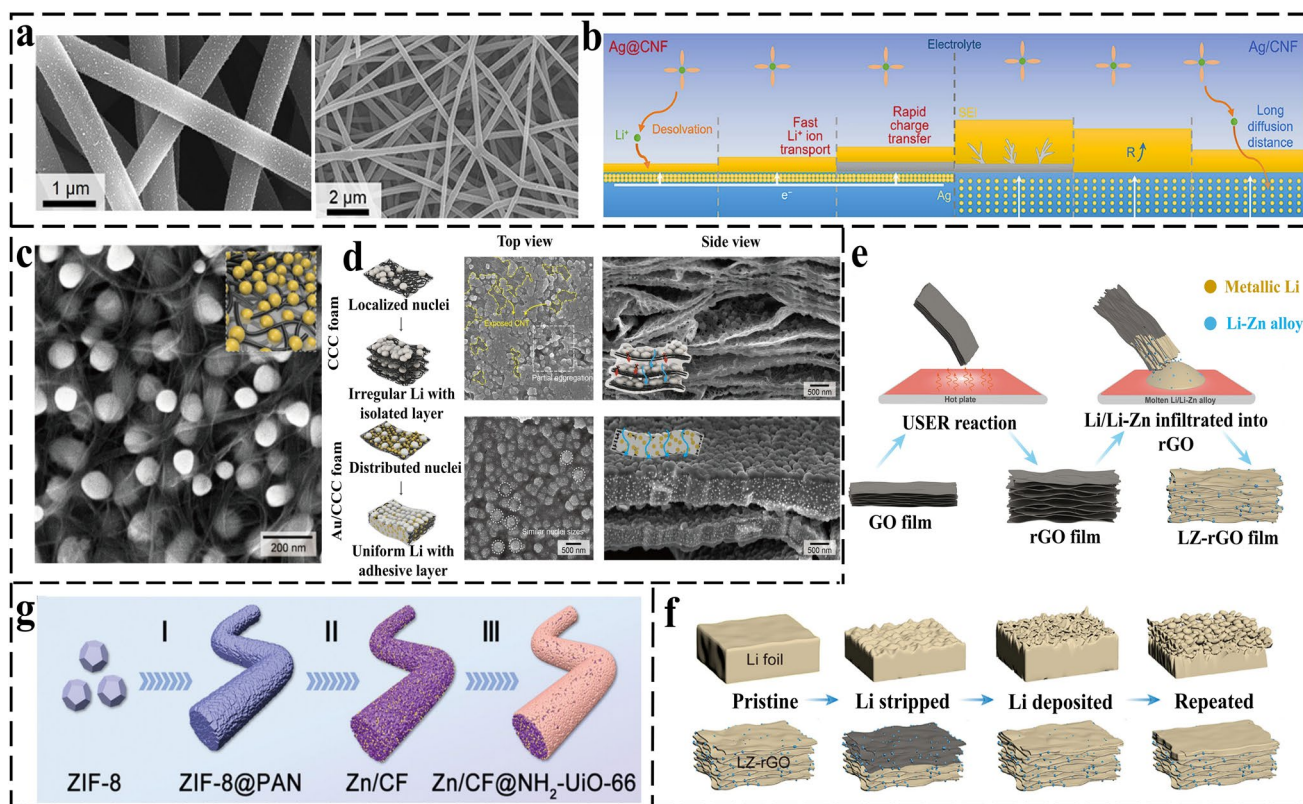 a
1 μm
2 μm
b
Ag@CNF
Electrolyte
Ag/CNF
Li⁺
Desolvation
Fast
Li⁺ ion
transport
Rapid
charge
transfer
SEI
R
Long
diffusion
distance
e⁻
Ag
c
200 nm
d
Top view
Side view
CCC foam
Localized nuclei
Irregular Li with
isolated layer
Exposed CNT
Partial aggregation
500 nm
500 nm
Au/CCC foam
Distributed nuclei
Uniform Li with
adhesive layer
Similar nuclei sizes
500 nm
500 nm
e
Metallic Li
Li-Zn alloy
Hot plate
Molten Li/Li-Zn alloy
USER reaction
Li/Li-Zn infiltrated into
rGO
GO film
rGO film
LZ-rGO film
g
I
II
III
ZIF-8
ZIF-8@PAN
Zn/CF
Zn/CF@NH₂-UiO-66
f
Li foil
Pristine
Li stripped
Li deposited
Repeated
LZ-rGO